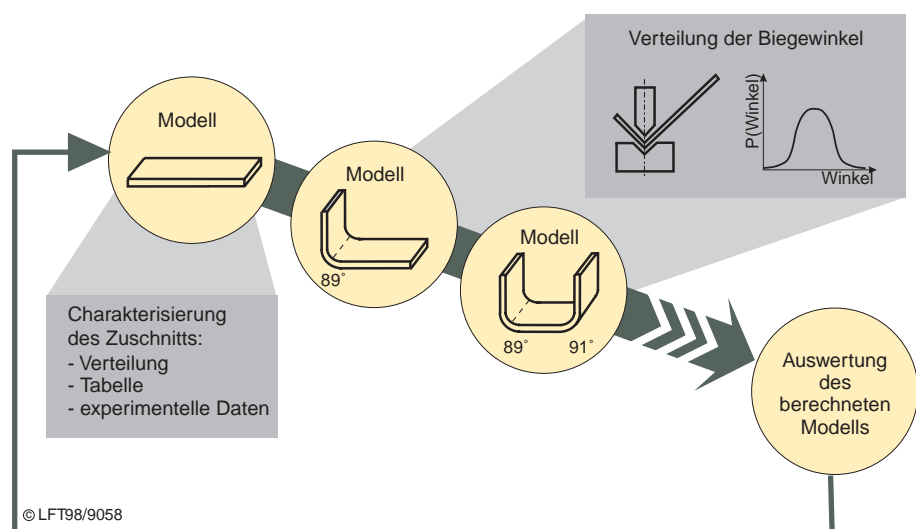 Verteilung der Biegewinkel
P(Winkel)
Winkel
Modell
Modell
89°
Modell
89° 91°
Charakterisierung
des Zuschnitts:
- Verteilung
- Tabelle
- experimentelle Daten
Auswertung
des
berechneten
Modells
© LFT98/9058